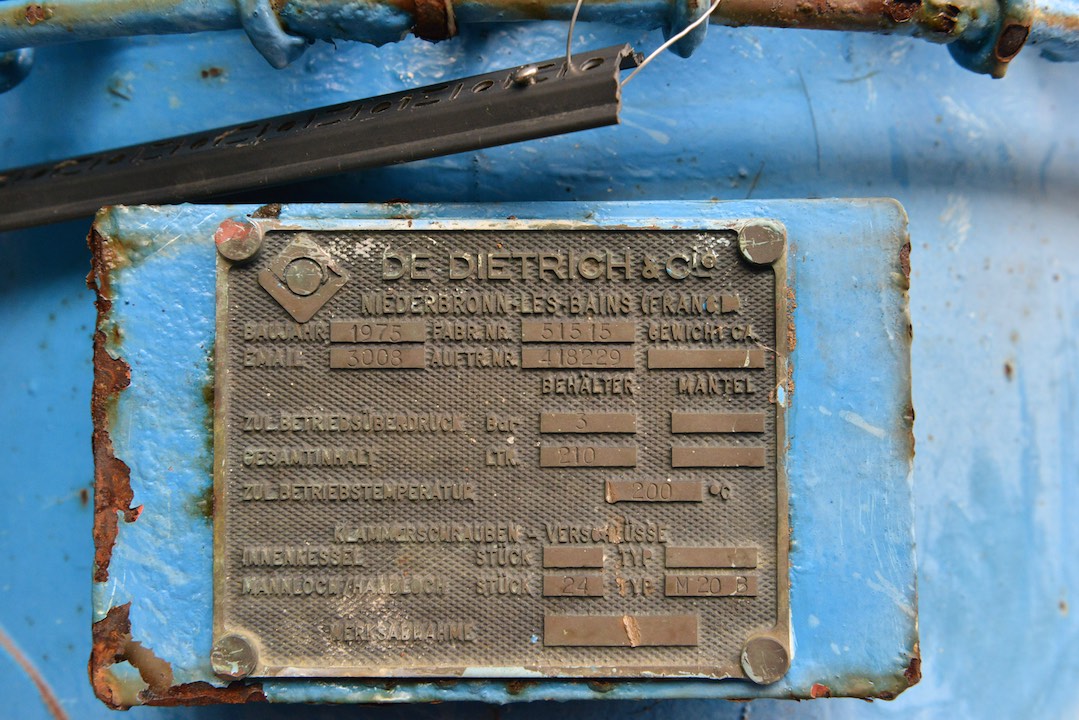 DE DIETRICH & Cie
NIEDERBRONN-LES-BAINS (FRANCE)
BAUJAHR 1975 FABR.NR. 51515 GEWICHT CA.
EMAIL 3008 AUFTR.NR. 418229
BEHÄLTER MANTEL
ZUL.BETRIEBSÜBERDRUCK Bar 3
GESAMTINHALT LTR. 210
ZUL.BETRIEBSTEMPERATUR 200 °C
KLAMMERSCHRAUBEN - VERSCHLÜSSE
INNENKESSEL STÜCK TYP
MANNLOCH/HANDLOCH STÜCK 24 TYP M 20 B
WERKSABNAHME